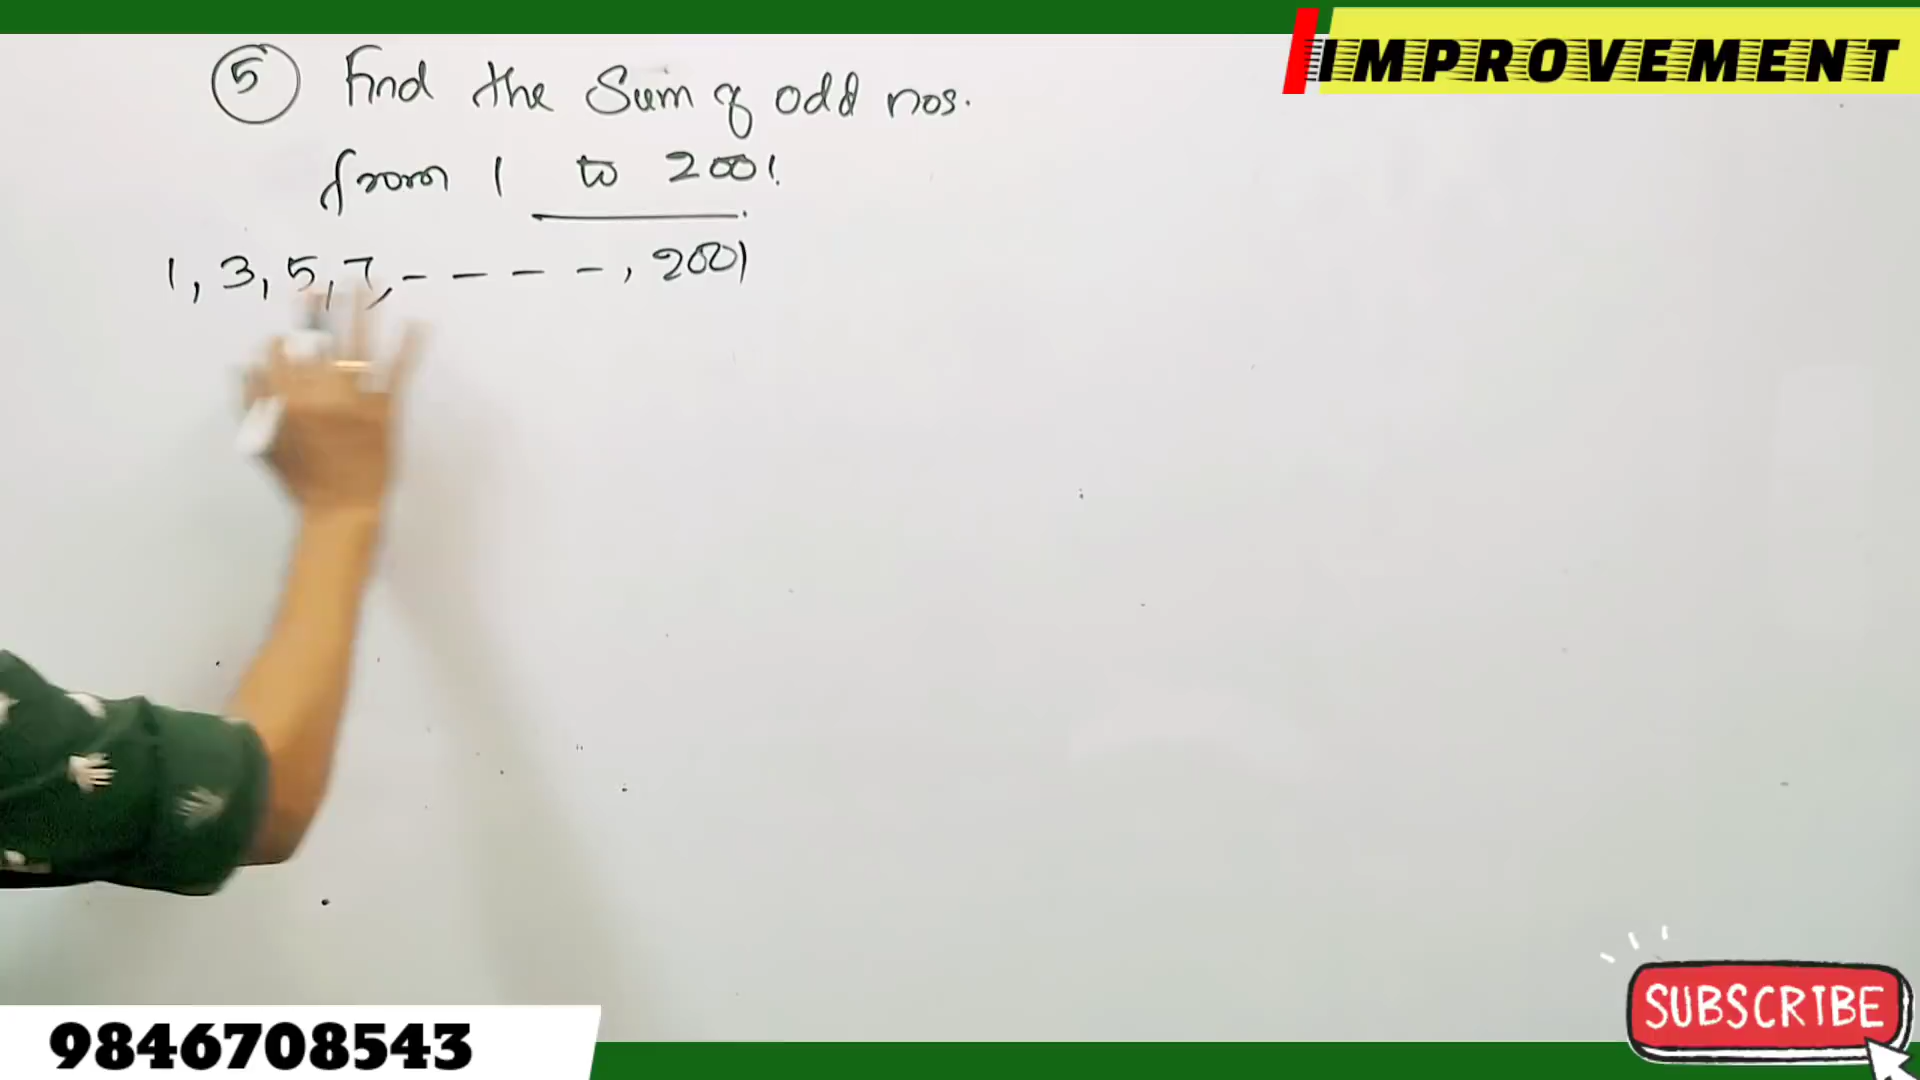 IMPROVEMENT
5 Find the Sum of odd nos.
from 1 to 2001.
1, 3, 5, 7, - - - -, 2001
SUBSCRIBE
9846708543